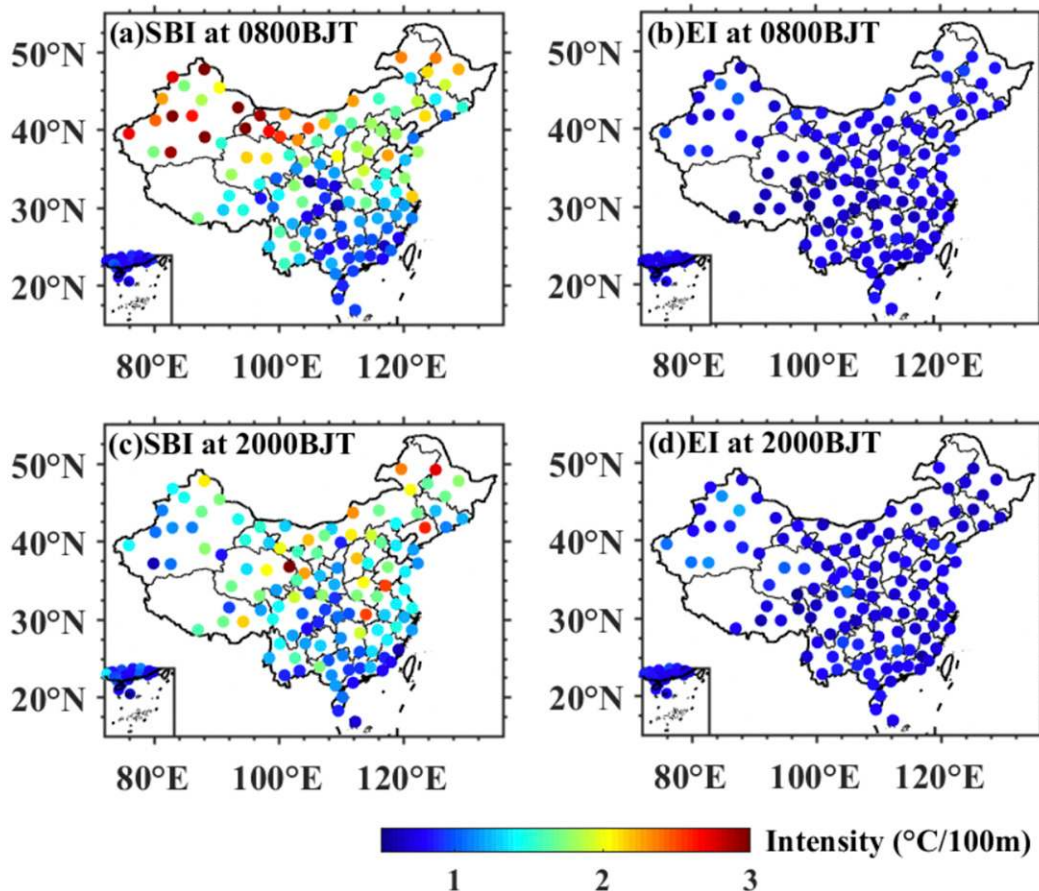 (a)SBI at 0800BJT
50°N
40°N
30°N
20°N
80°E 100°E 120°E
(b)EI at 0800BJT
50°N
40°N
30°N
20°N
80°E 100°E 120°E
(c)SBI at 2000BJT
50°N
40°N
30°N
20°N
80°E 100°E 120°E
(d)EI at 2000BJT
50°N
40°N
30°N
20°N
80°E 100°E 120°E
Intensity (°C/100m)
1 2 3